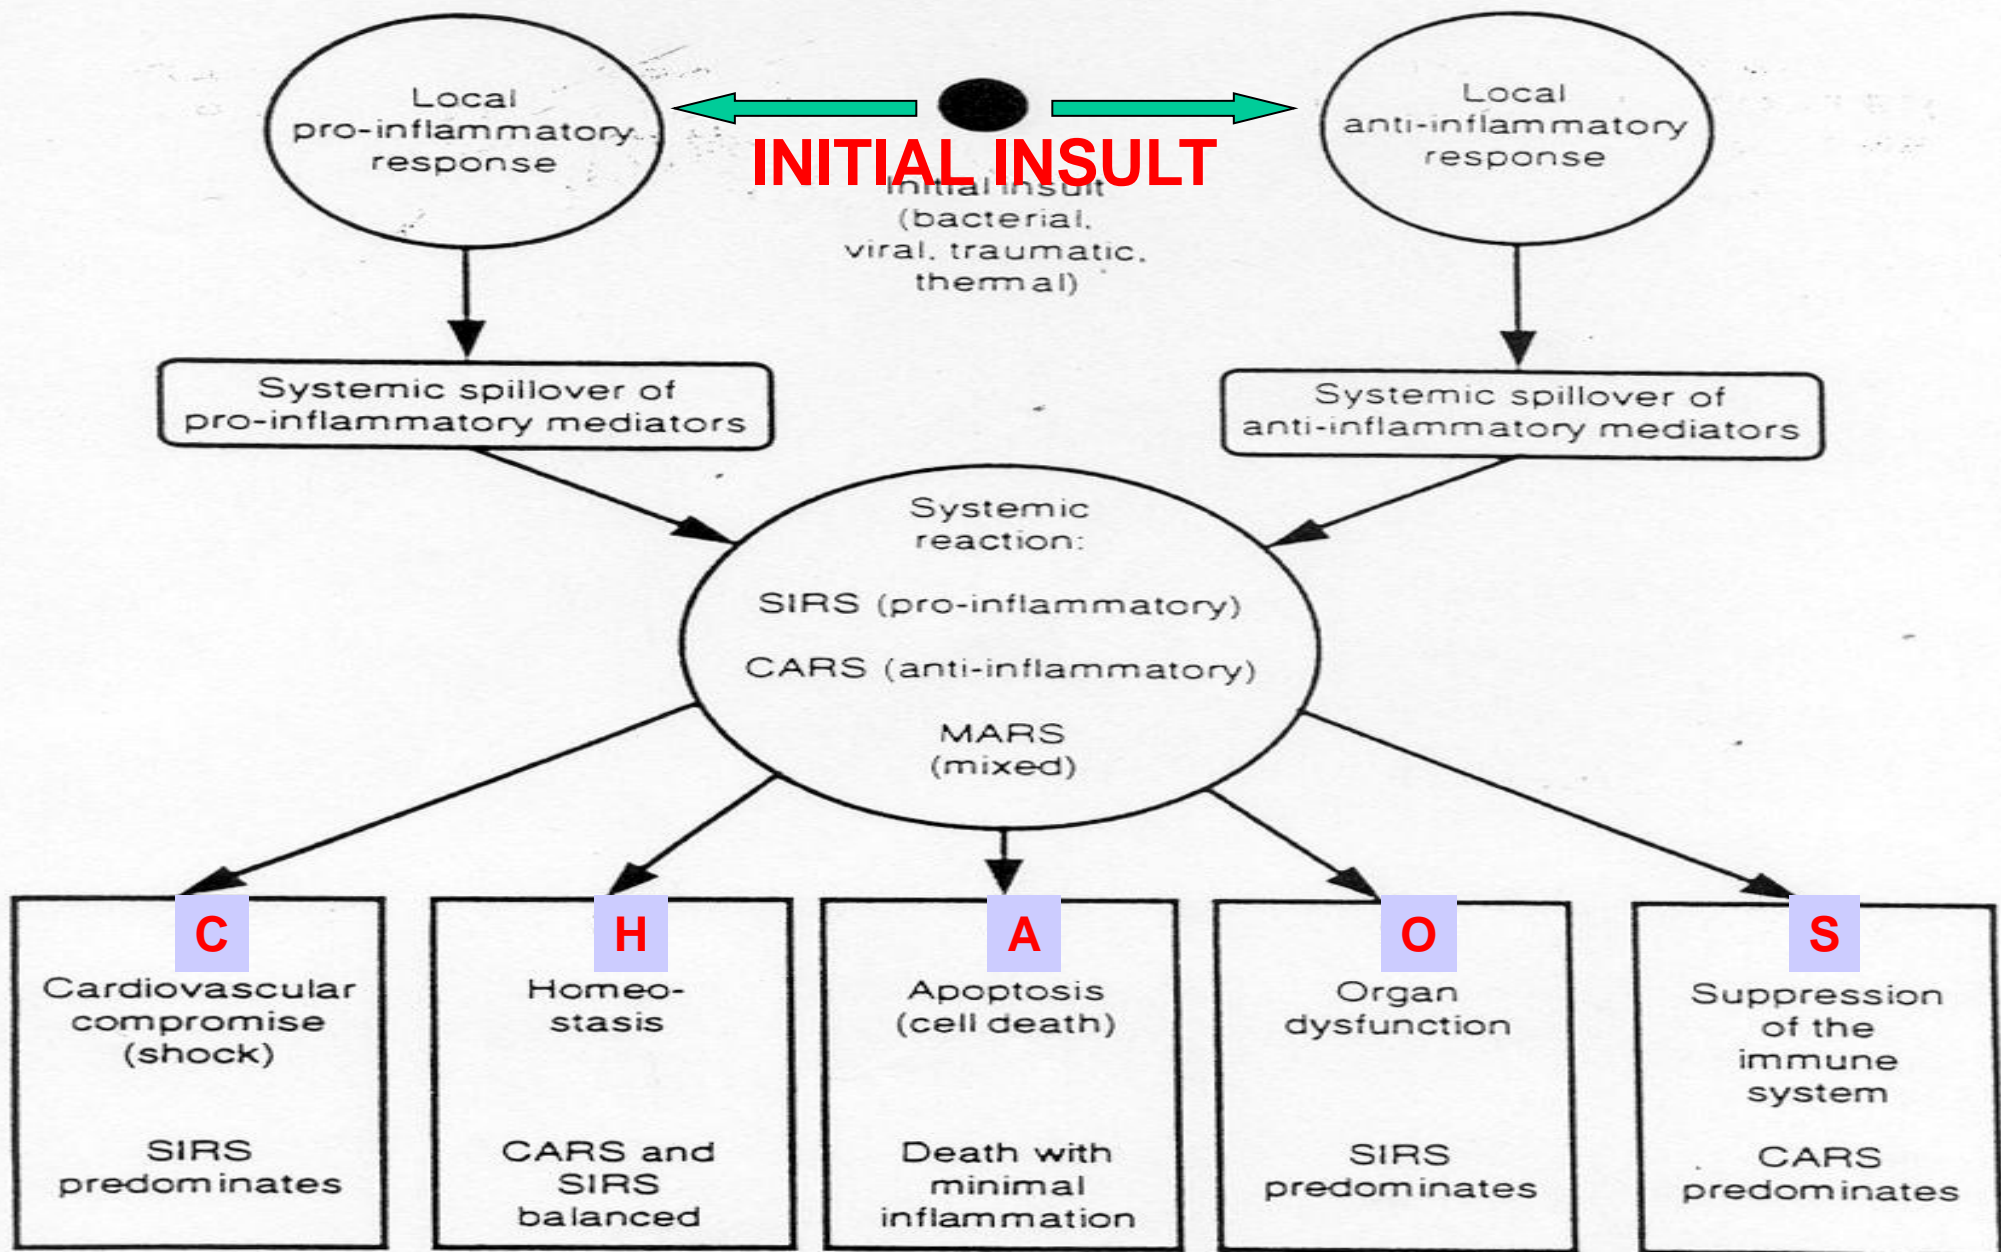 Local
pro-inflammatory
response
INITIAL INSULT
Initial insult
(bacterial,
viral, traumatic,
thermal)
Local
anti-inflammatory
response
Systemic spillover of
pro-inflammatory mediators
Systemic spillover of
anti-inflammatory mediators
Systemic
reaction:
SIRS (pro-inflammatory)
CARS (anti-inflammatory)
MARS
(mixed)
C
Cardiovascular
compromise
(shock)
SIRS
predominates
H
Homeo-
stasis
CARS and
SIRS
balanced
A
Apoptosis
(cell death)
Death with
minimal
inflammation
O
Organ
dysfunction
SIRS
predominates
S
Suppression
of the
immune
system
CARS
predominates